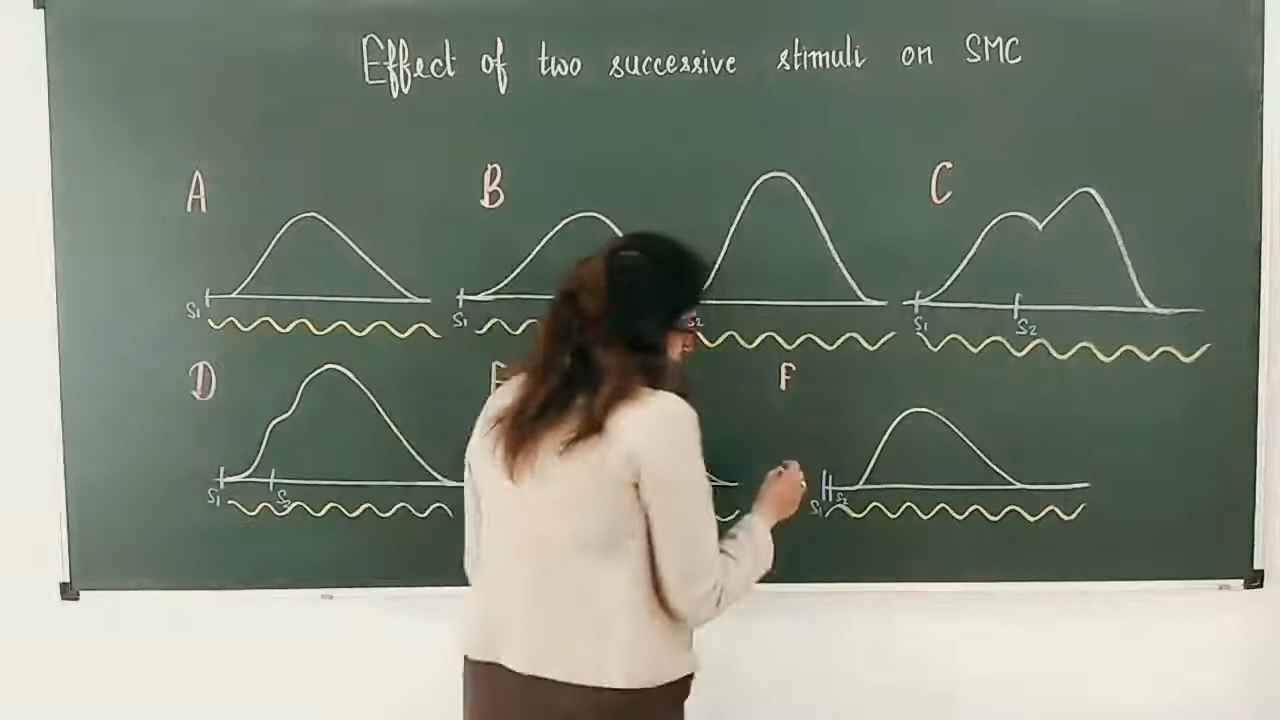 Effect of two successive stimuli on SMC
A B C
S₁ S₁ S₂ S₁ S₂
D E F
S₁ S₂ S₁ S₂